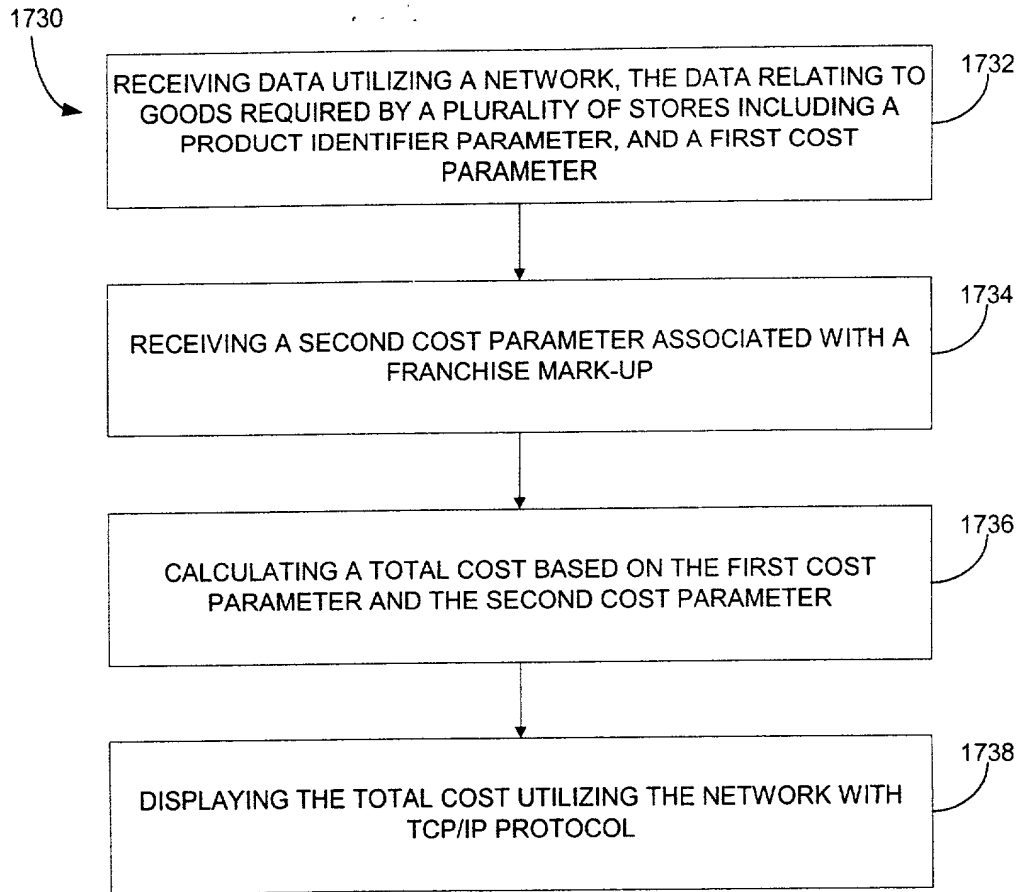 1730
1732
RECEIVING DATA UTILIZING A NETWORK, THE DATA RELATING TO
GOODS REQUIRED BY A PLURALITY OF STORES INCLUDING A
PRODUCT IDENTIFIER PARAMETER, AND A FIRST COST
PARAMETER
1734
RECEIVING A SECOND COST PARAMETER ASSOCIATED WITH A
FRANCHISE MARK-UP
1736
CALCULATING A TOTAL COST BASED ON THE FIRST COST
PARAMETER AND THE SECOND COST PARAMETER
1738
DISPLAYING THE TOTAL COST UTILIZING THE NETWORK WITH
TCP/IP PROTOCOL